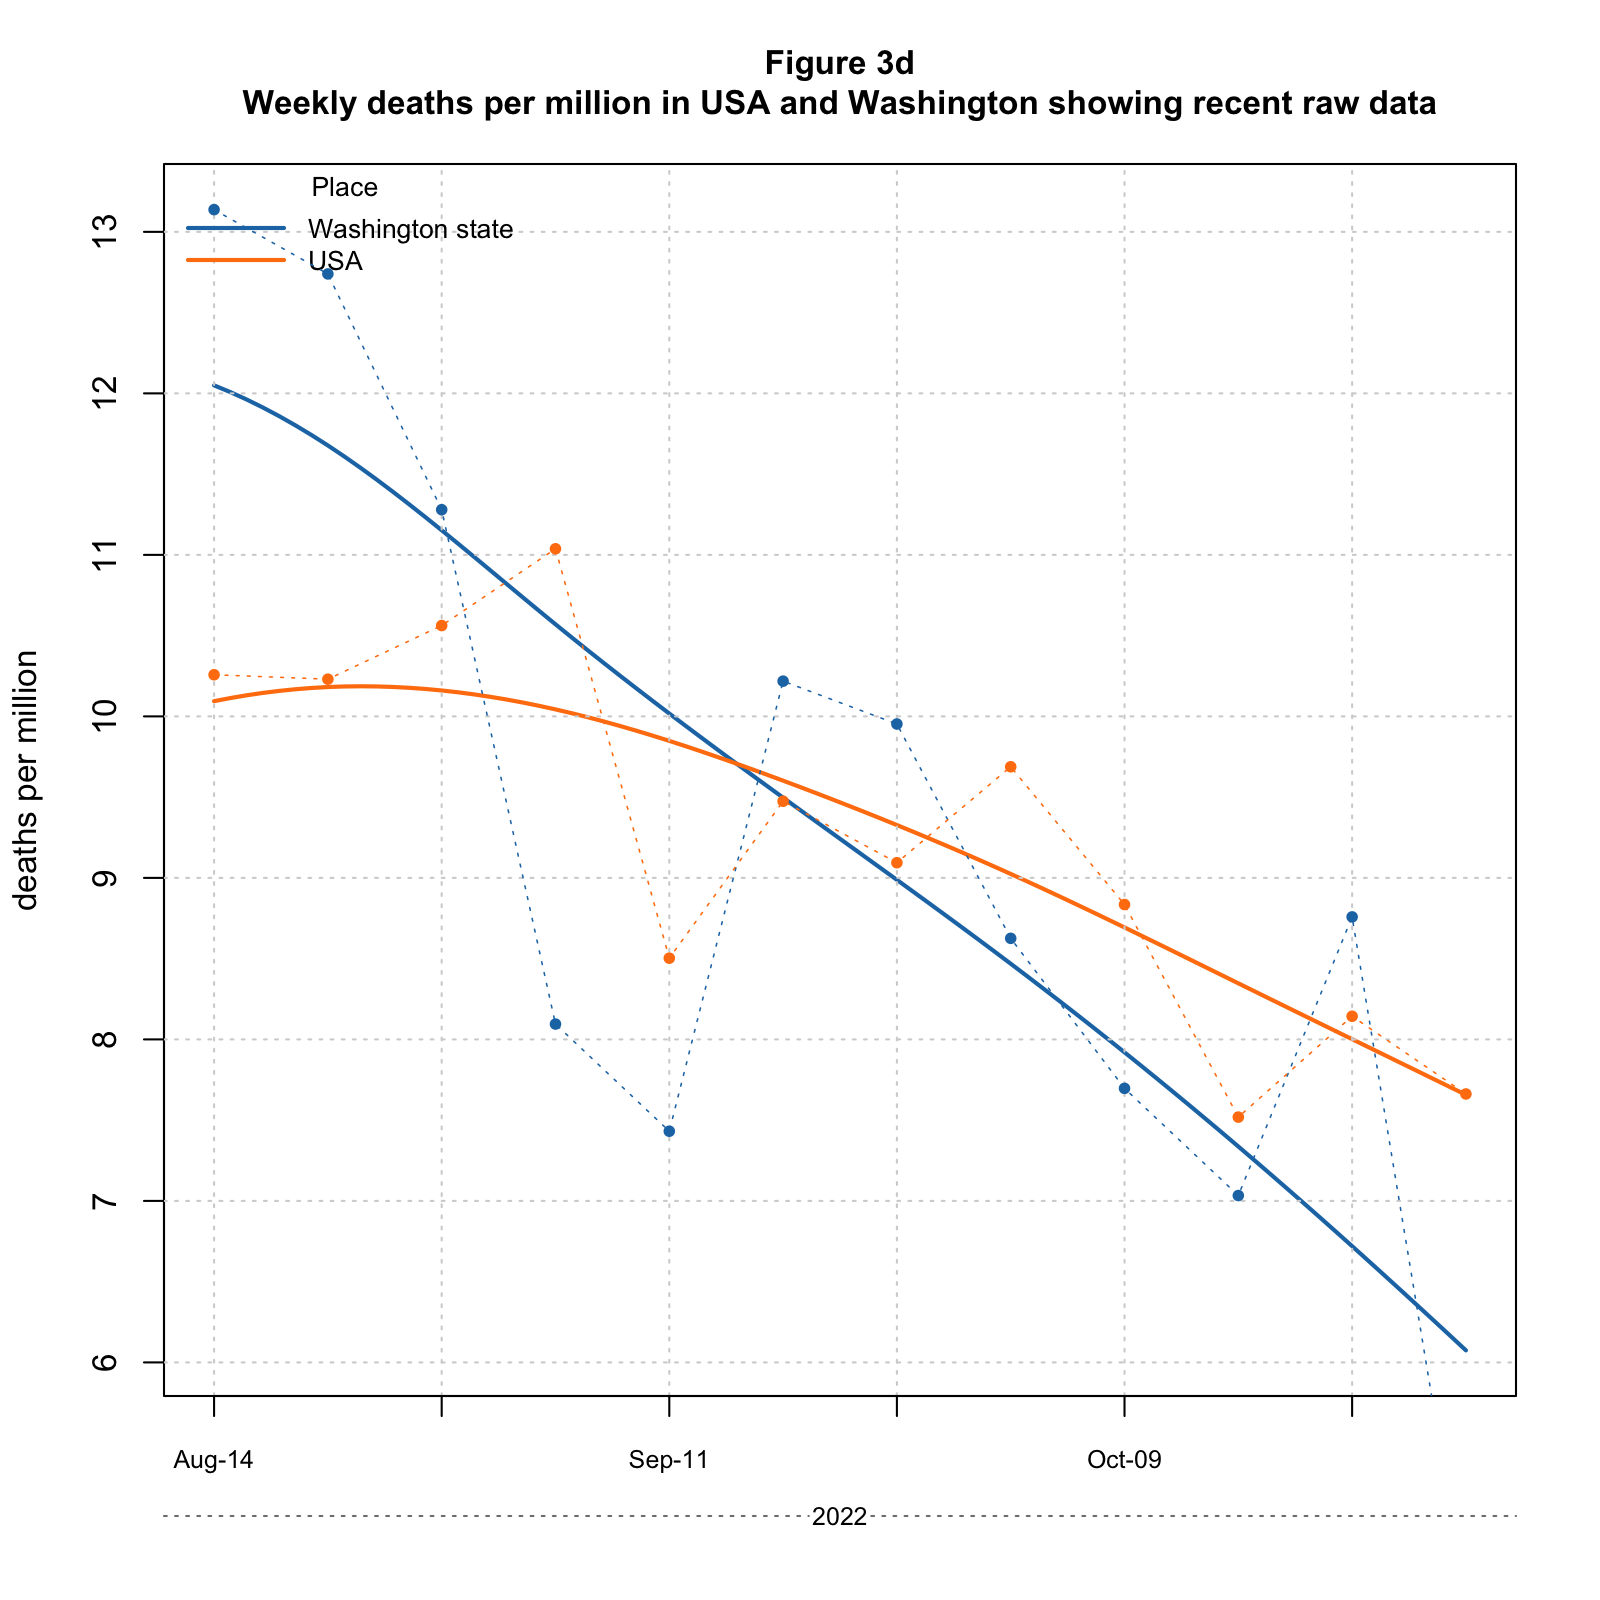 Figure 3d
Weekly deaths per million in USA and Washington showing recent raw data
Place
Washington state
USA
deaths per million
13
12
11
10
9
8
7
6
Aug-14
Sep-11
Oct-09
2022